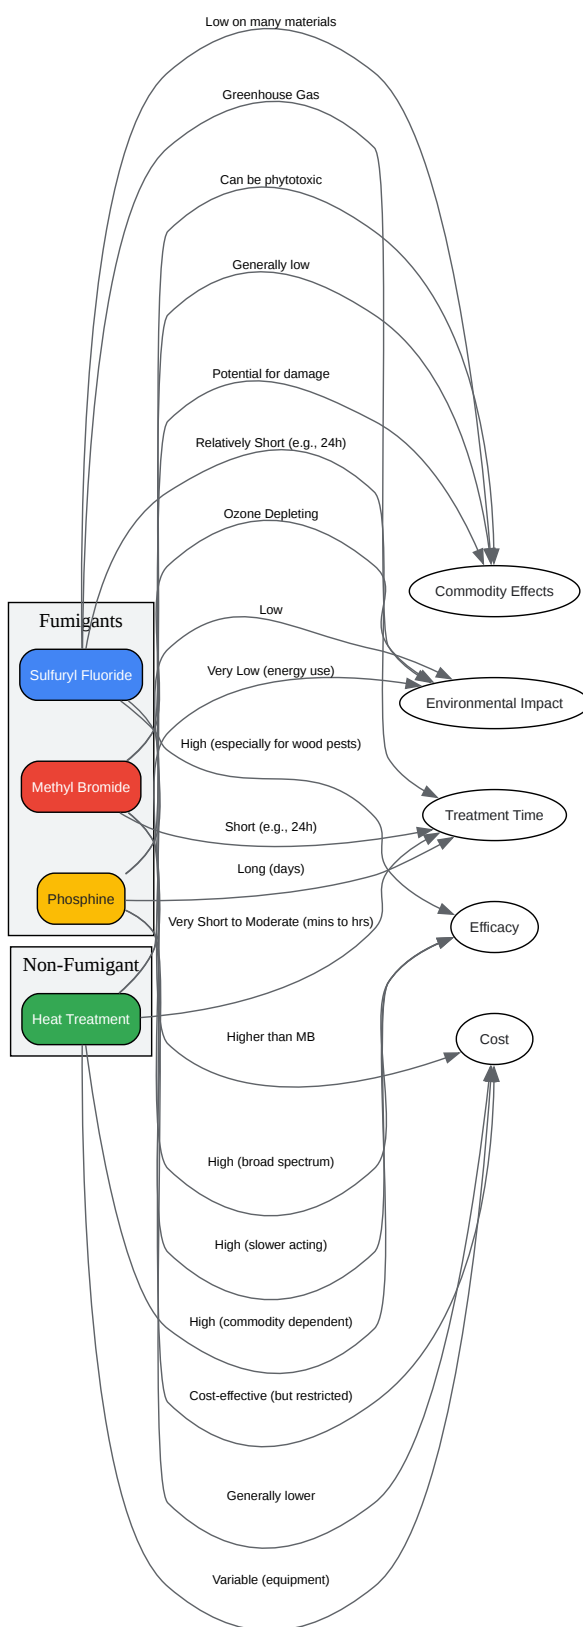 Low on many materials
Greenhouse Gas
Can be phytotoxic
Generally low
Potential for damage
Relatively Short (e.g., 24h)
Ozone Depleting
Commodity Effects
Low
Fumigants
Very Low (energy use)
Sulfuryl Fluoride
Environmental Impact
High (especially for wood pests)
Methyl Bromide
Short (e.g., 24h)
Treatment Time
Long (days)
Phosphine
Very Short to Moderate (mins to hrs)
Efficacy
Non-Fumigant
Heat Treatment
Higher than MB
Cost
High (broad spectrum)
High (slower acting)
High (commodity dependent)
Cost-effective (but restricted)
Generally lower
Variable (equipment)